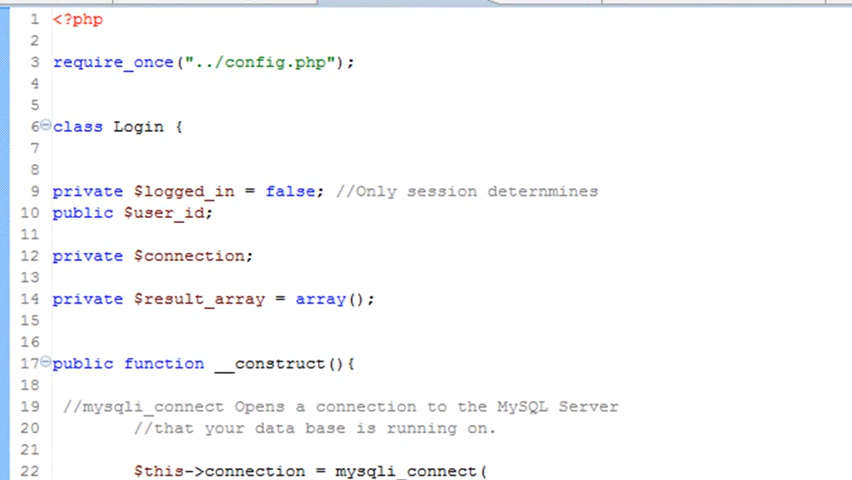 1 <?php
2
3 require_once("../config.php");
4
5
6 class Login {
7
8
9 private $logged_in = false; //Only session deternmines
10 public $user_id;
11
12 private $connection;
13
14 private $result_array = array();
15
16
17 public function __construct(){
18
19 //mysqli_connect Opens a connection to the MySQL Server
20 //that your data base is running on.
21
22 $this->connection = mysqli_connect(